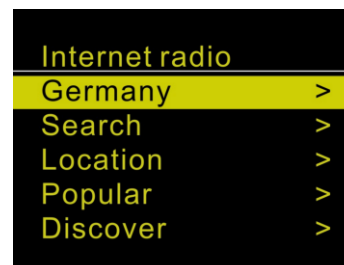 Internet radio
Germany >
Search >
Location >
Popular >
Discover >